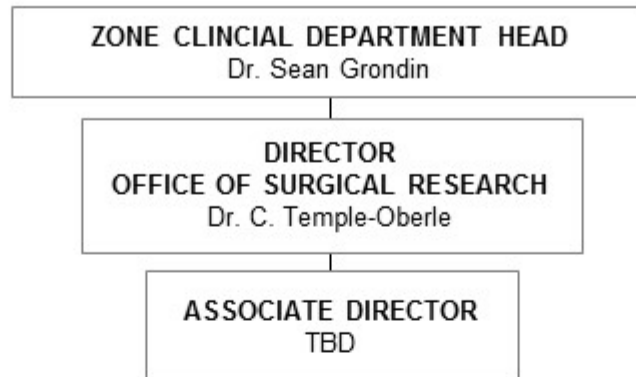 ZONE CLINCIAL DEPARTMENT HEAD
Dr. Sean Grondin
DIRECTOR
OFFICE OF SURGICAL RESEARCH
Dr. C. Temple-Oberle
ASSOCIATE DIRECTOR
TBD